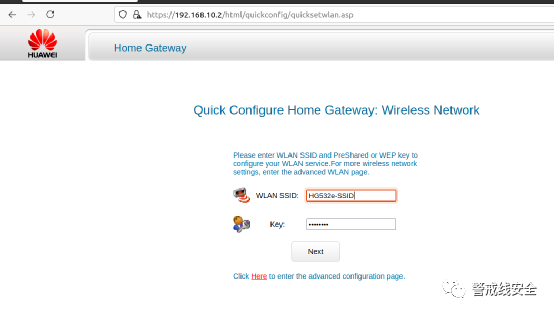 https://192.168.10.2/html/quickconfig/quicksetwlan.asp
HUAWEI
Home Gateway
Quick Configure Home Gateway: Wireless Network
Please enter WLAN SSID and PreShared or WEP key to
configure your WLAN service.For more wireless network
settings, enter the advanced WLAN page.
WLAN SSID: HG532e-SSID
Key: ••••••••
Next
Click Here to enter the advanced configuration page.
警戒线安全